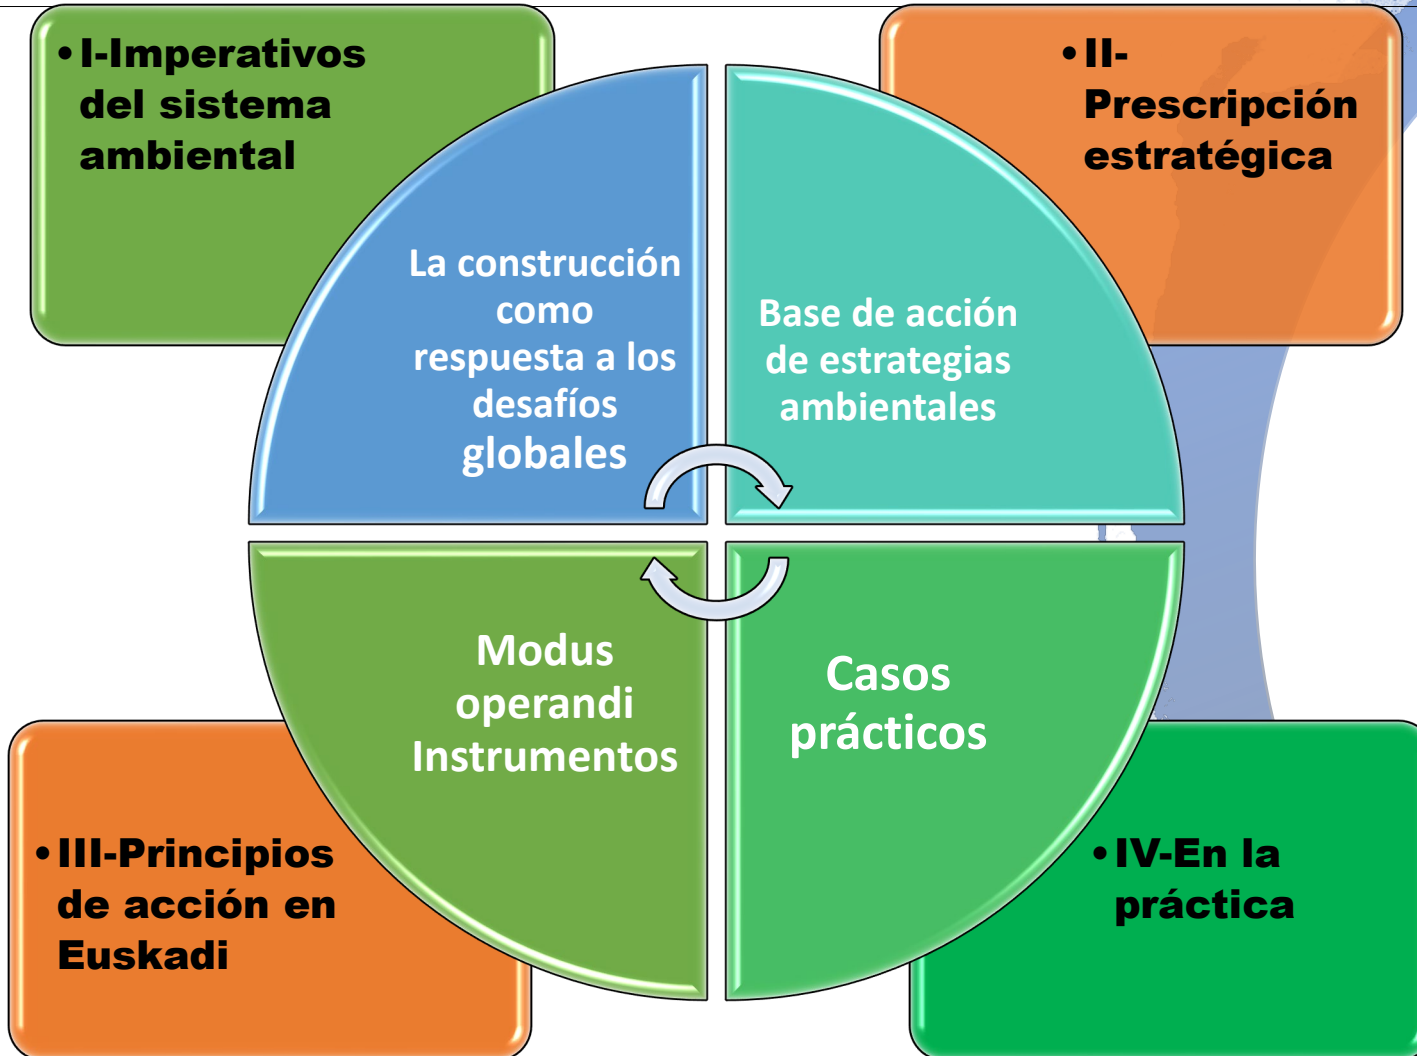 • I-Imperativos
del sistema
ambiental
• II-
Prescripción
estratégica
La construcción
como
respuesta a los
desafíos
globales
Base de acción
de estrategias
ambientales
Modus
operandi
Instrumentos
Casos
prácticos
• III-Principios
de acción en
Euskadi
• IV-En la
práctica